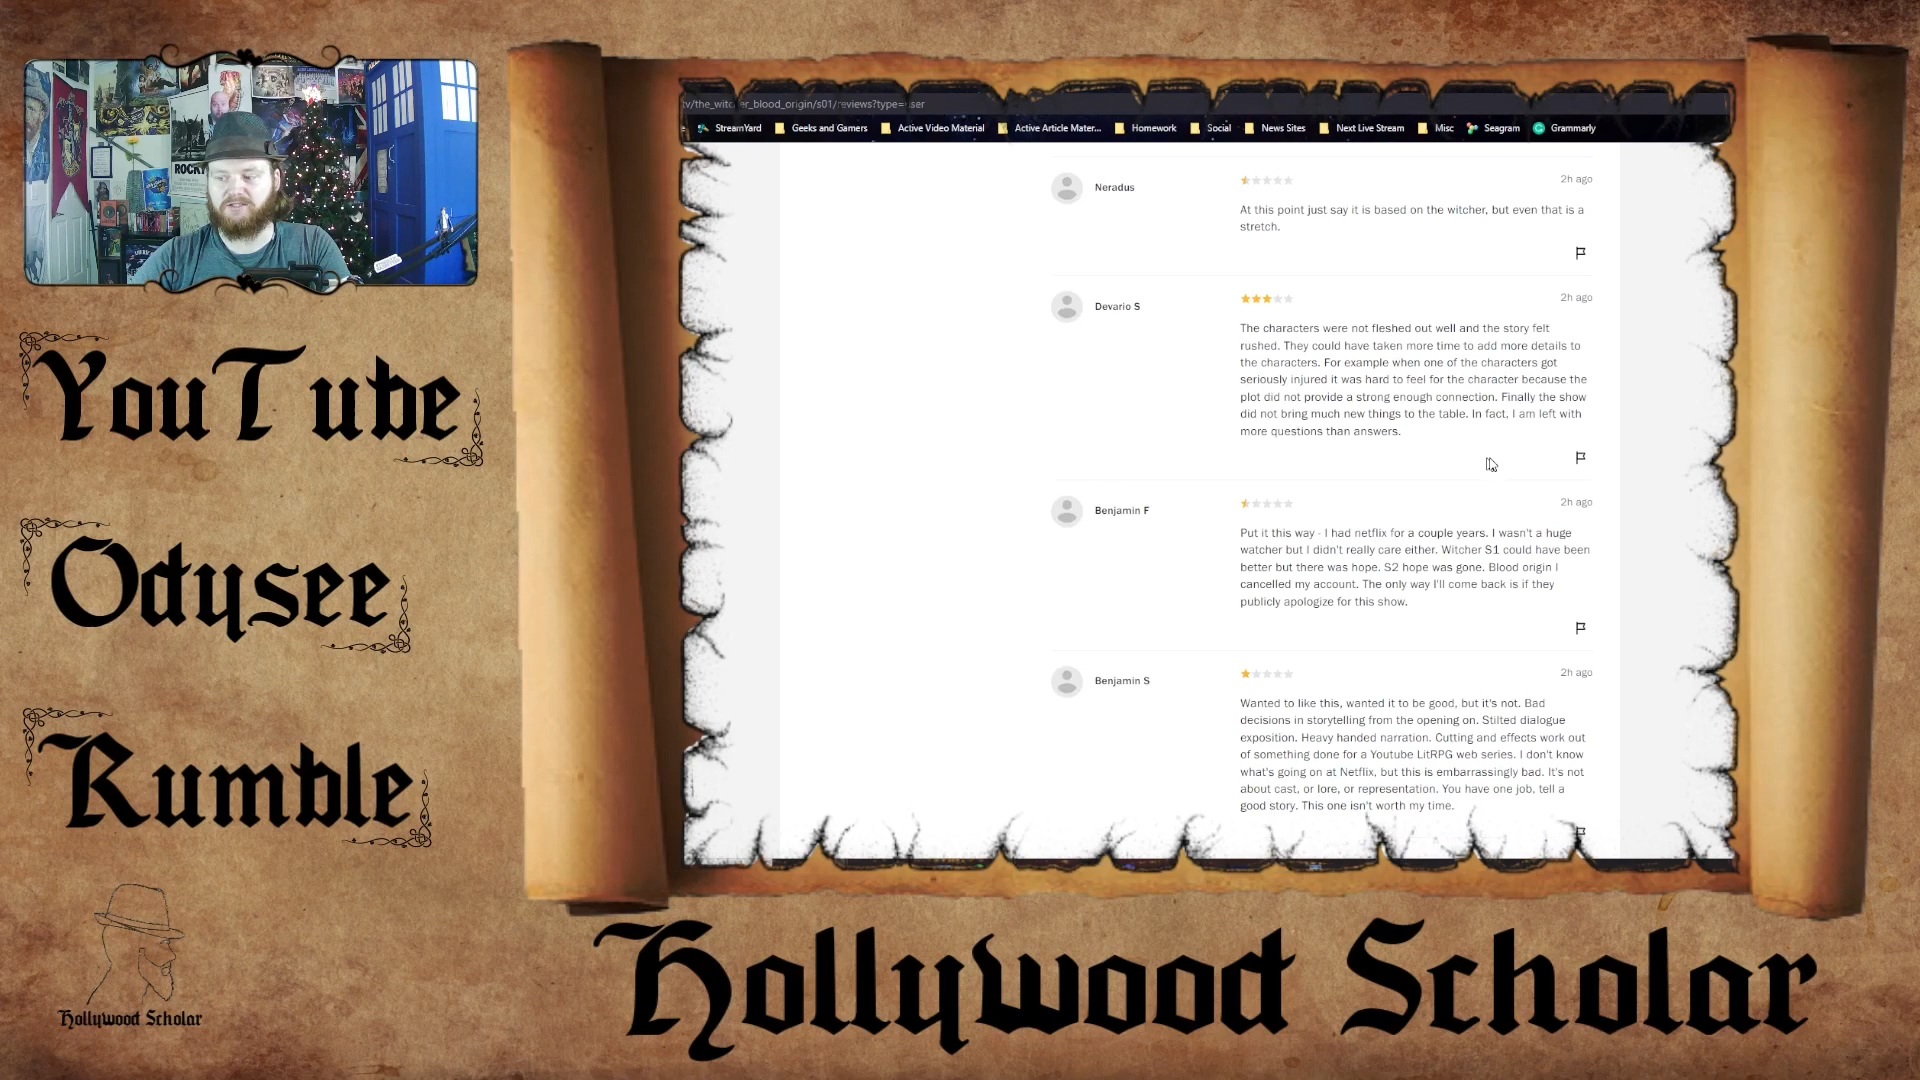 tv/the_witcher_blood_origin/s01/reviews?type=user
StreamYard Geeks and Gamers Active Video Material Active Article Mater... Homework Social News Sites Next Live Stream Misc Seagram Grammarly
ROCKY
Neradus
2h ago
At this point just say it is based on the witcher, but even that is a
stretch.
Devario S
2h ago
The characters were not fleshed out well and the story felt
rushed. They could have taken more time to add more details to
the characters. For example when one of the characters got
seriously injured it was hard to feel for the character because the
plot did not provide a strong enough connection. Finally the show
did not bring much new things to the table. In fact, I am left with
more questions than answers.
Benjamin F
2h ago
Put it this way - I had netflix for a couple years. I wasn't a huge
watcher but I didn't really care either. Witcher S1 could have been
better but there was hope. S2 hope was gone. Blood origin I
cancelled my account. The only way I'll come back is if they
publicly apologize for this show.
Benjamin S
2h ago
Wanted to like this, wanted it to be good, but it's not. Bad
decisions in storytelling from the opening on. Stilted dialogue
exposition. Heavy handed narration. Cutting and effects work out
of something done for a Youtube LitRPG web series. I don't know
what's going on at Netflix, but this is embarrassingly bad. It's not
about cast, or lore, or representation. You have one job, tell a
good story. This one isn't worth my time.
YouTube
Odysee
Rumble
Hollywood Scholar
Hollywood Scholar